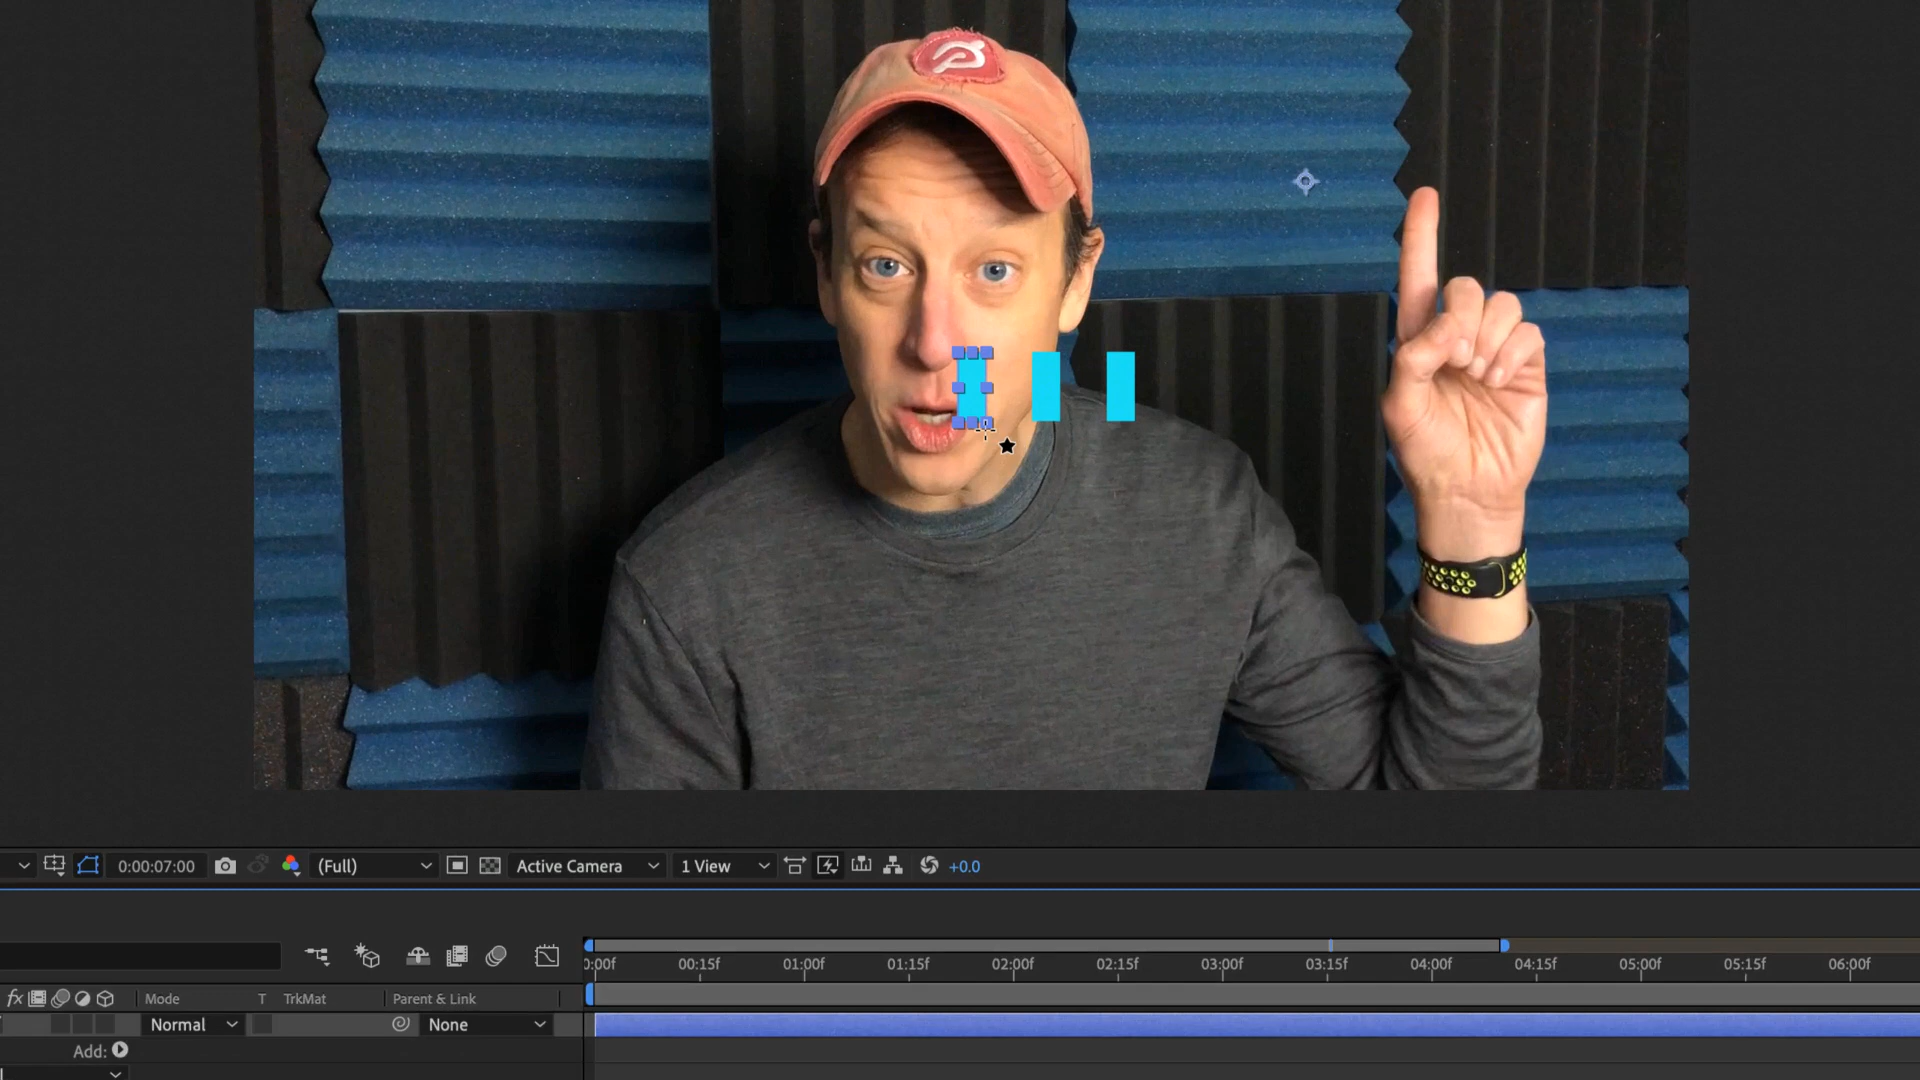 0:00:07:00 (Full) Active Camera 1 View +0.0
0:00f 00:15f 01:00f 01:15f 02:00f 02:15f 03:00f 03:15f 04:00f 04:15f 05:00f 05:15f 06:00f
fx Mode T TrkMat Parent & Link
Normal None
Add: